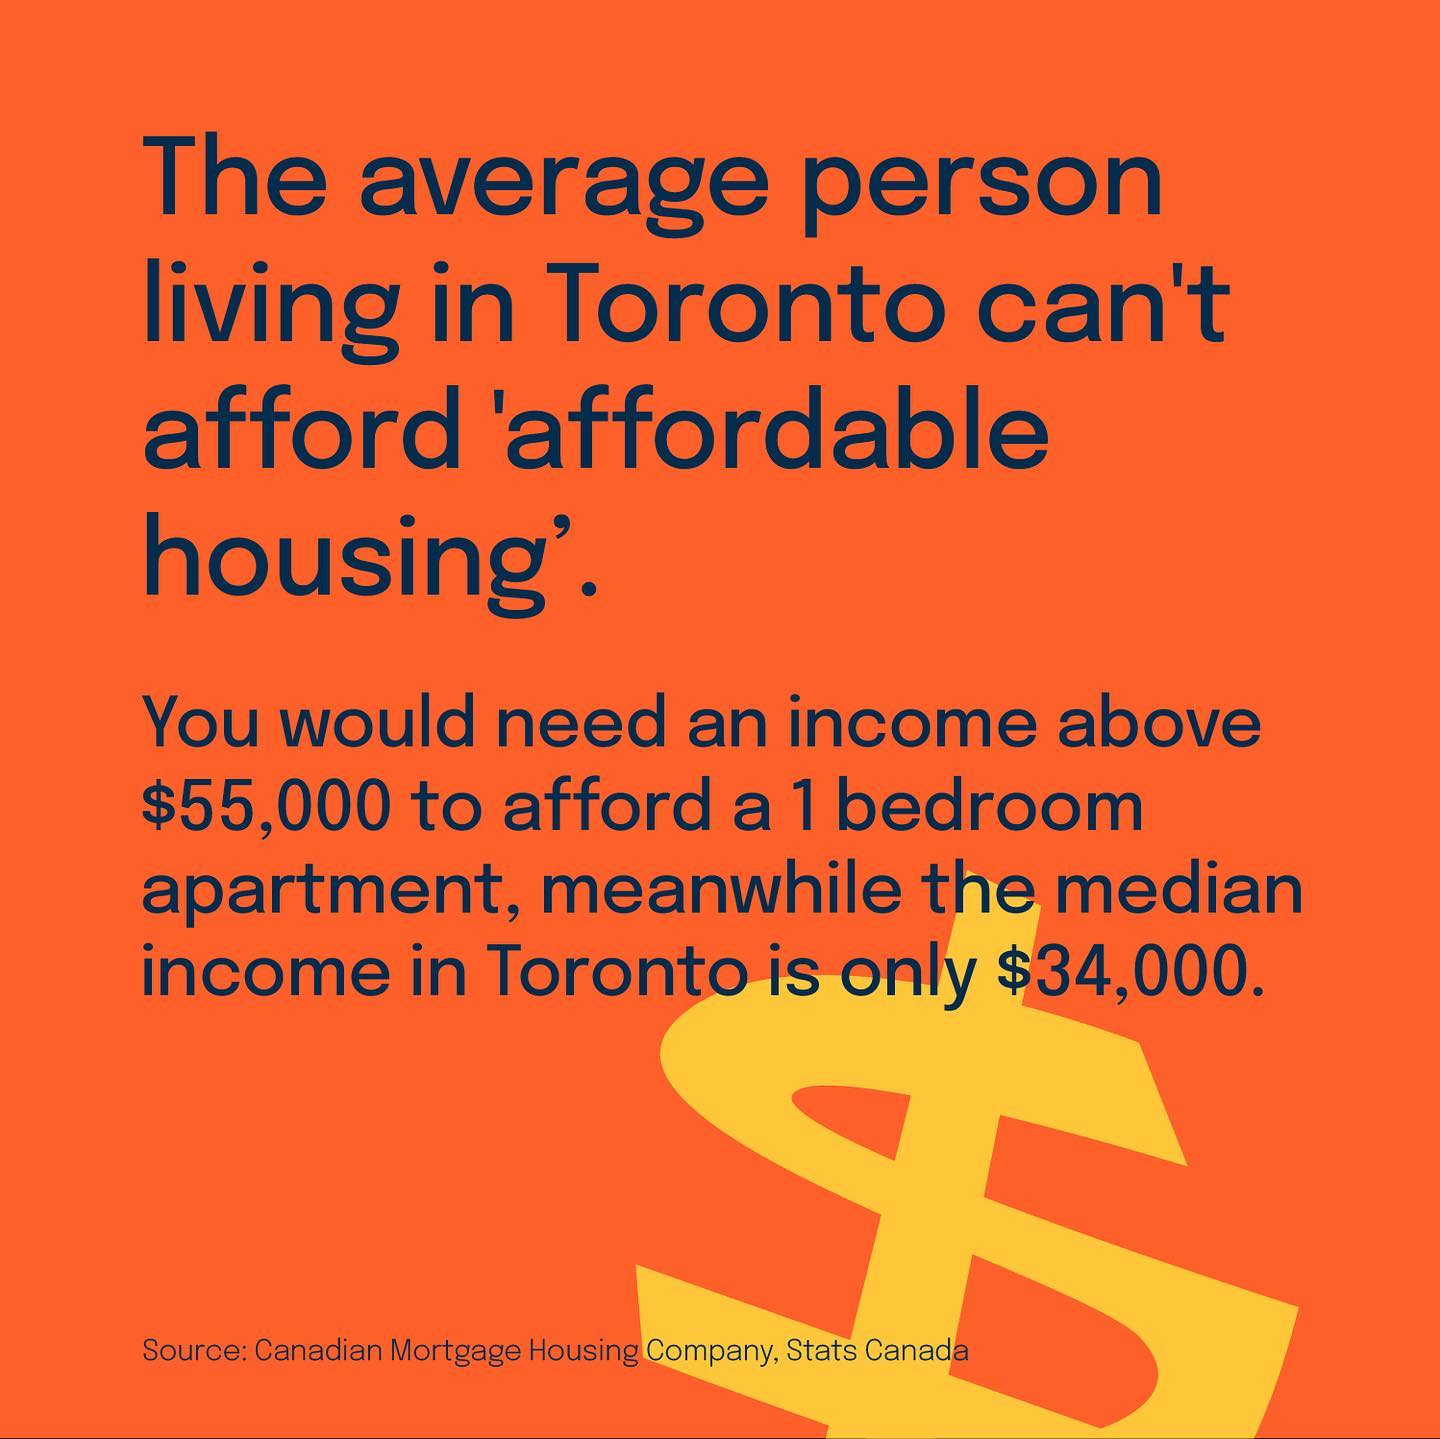 The average person
living in Toronto can't
afford 'affordable
housing’.
You would need an income above
$55,000 to afford a 1 bedroom
apartment, meanwhile the median
income in Toronto is only $34,000.
Source: Canadian Mortgage Housing Company, Stats Canada